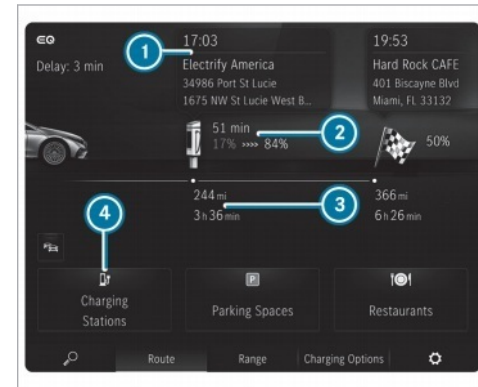 EQ
Delay: 3 min
17:03
Electrify America
34986 Port St Lucie
1675 NW St Lucie West B...
19:53
Hard Rock CAFE
401 Biscayne Blvd
Miami, FL 33132
1
51 min
17% »»» 84%
2
50%
244 mi
3 h 36 min
3
366 mi
6 h 26 min
4
Charging
Stations
P
Parking Spaces
Restaurants
Route
Range
Charging Options